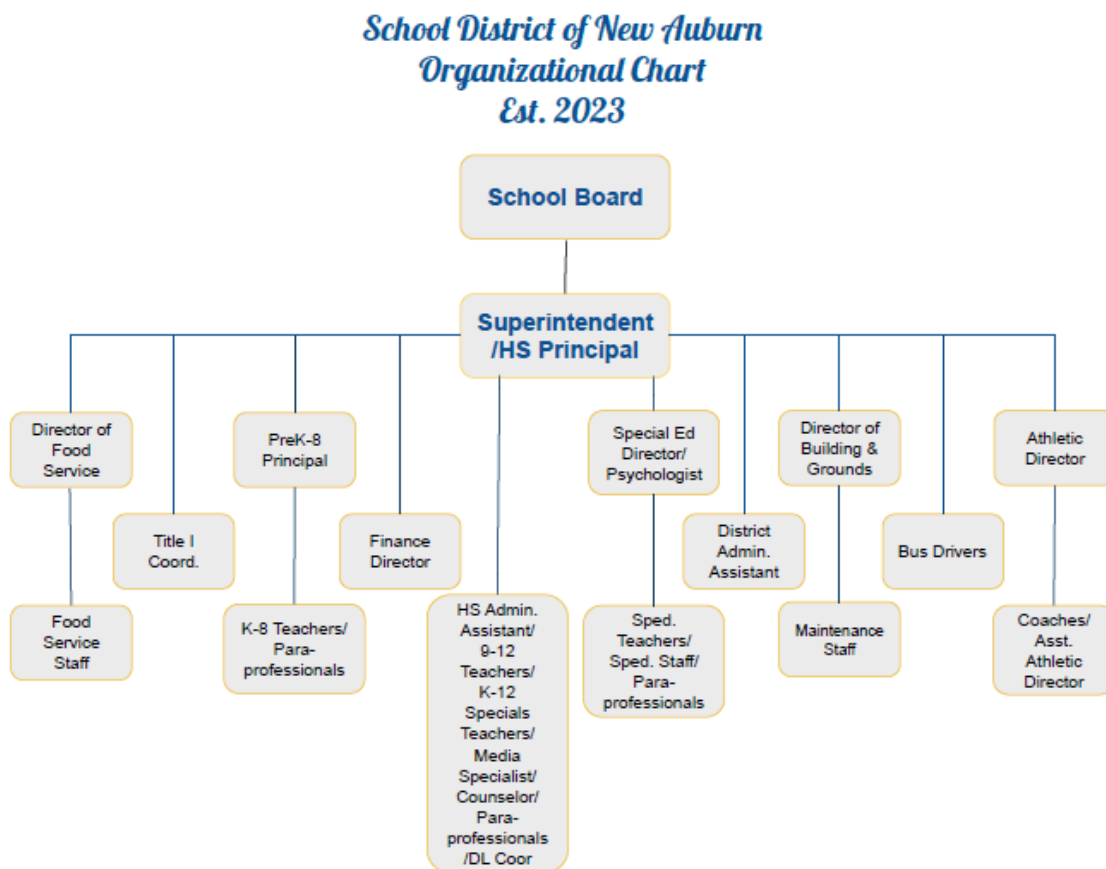 School District of New Auburn
Organizational Chart
Est. 2023
School Board
Superintendent
/HS Principal
Director of
Food
Service
PreK-8
Principal
Special Ed
Director/
Psychologist
Director of
Building &
Grounds
Athletic
Director
Title I
Coord.
Finance
Director
District
Admin.
Assistant
Bus Drivers
Food
Service
Staff
K-8 Teachers/
Para-
professionals
HS Admin.
Assistant/
9-12
Teachers/
K-12
Specials
Teachers/
Media
Specialist/
Counselor/
Para-
professionals
/DL Coor
Sped.
Teachers/
Sped. Staff/
Para-
professionals
Maintenance
Staff
Coaches/
Asst.
Athletic
Director